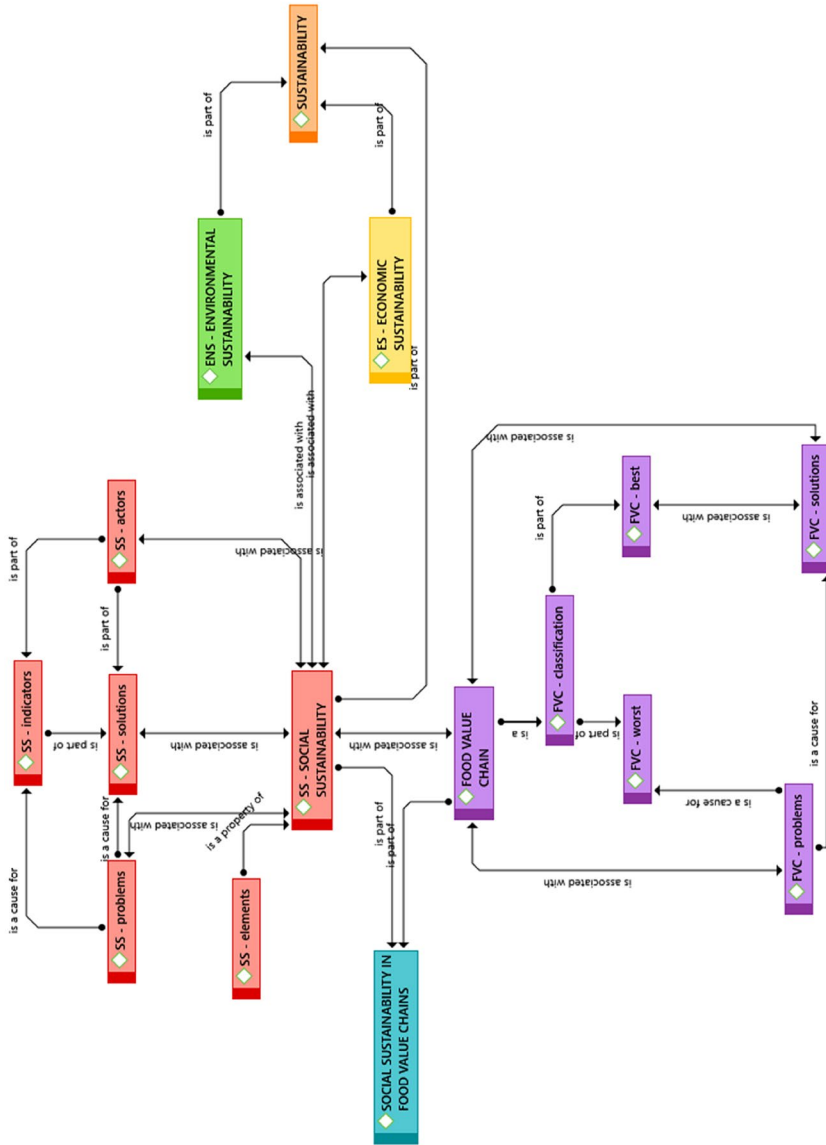 is a cause for
SS - indicators
is part of
is part of
SS - problems
is a cause for
SS - solutions
is part of
SS - actors
is associated with
is a property of
is associated with
is associated with
SS - elements
SS - SOCIAL
SUSTAINABILITY
is associated with
is associated with
ENS - ENVIRONMENTAL
SUSTAINABILITY
is part of
SUSTAINABILITY
is part of
ES - ECONOMIC
SUSTAINABILITY
is part of
is part of
is part of
is associated with
SOCIAL SUSTAINABILITY IN
FOOD VALUE CHAINS
FOOD VALUE
CHAIN
is associated with
is a
is associated with
FVC - classification
is part of
is part of
FVC - worst
FVC - best
is a cause for
is associated with
FVC - problems
is a cause for
FVC - solutions